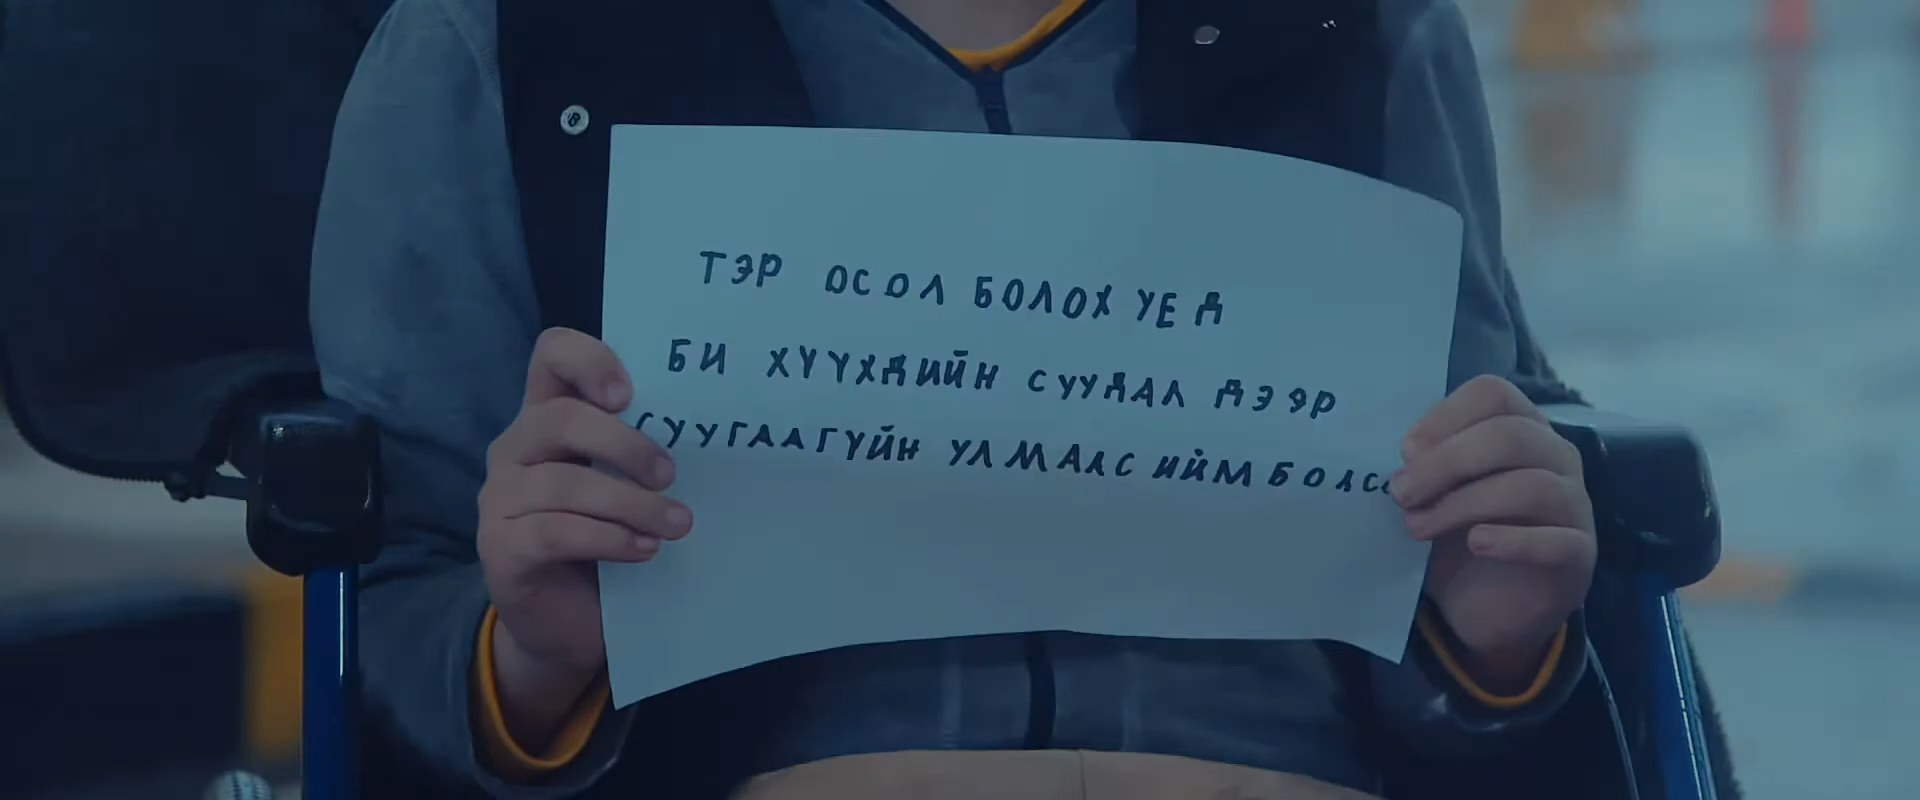 ТЭР ОСОЛ БОЛОХ ҮЕД
БИ ХҮҮХДИЙН СУУДАЛ ДЭЭР
СУУГААГҮЙН УЛМААС ИЙМ